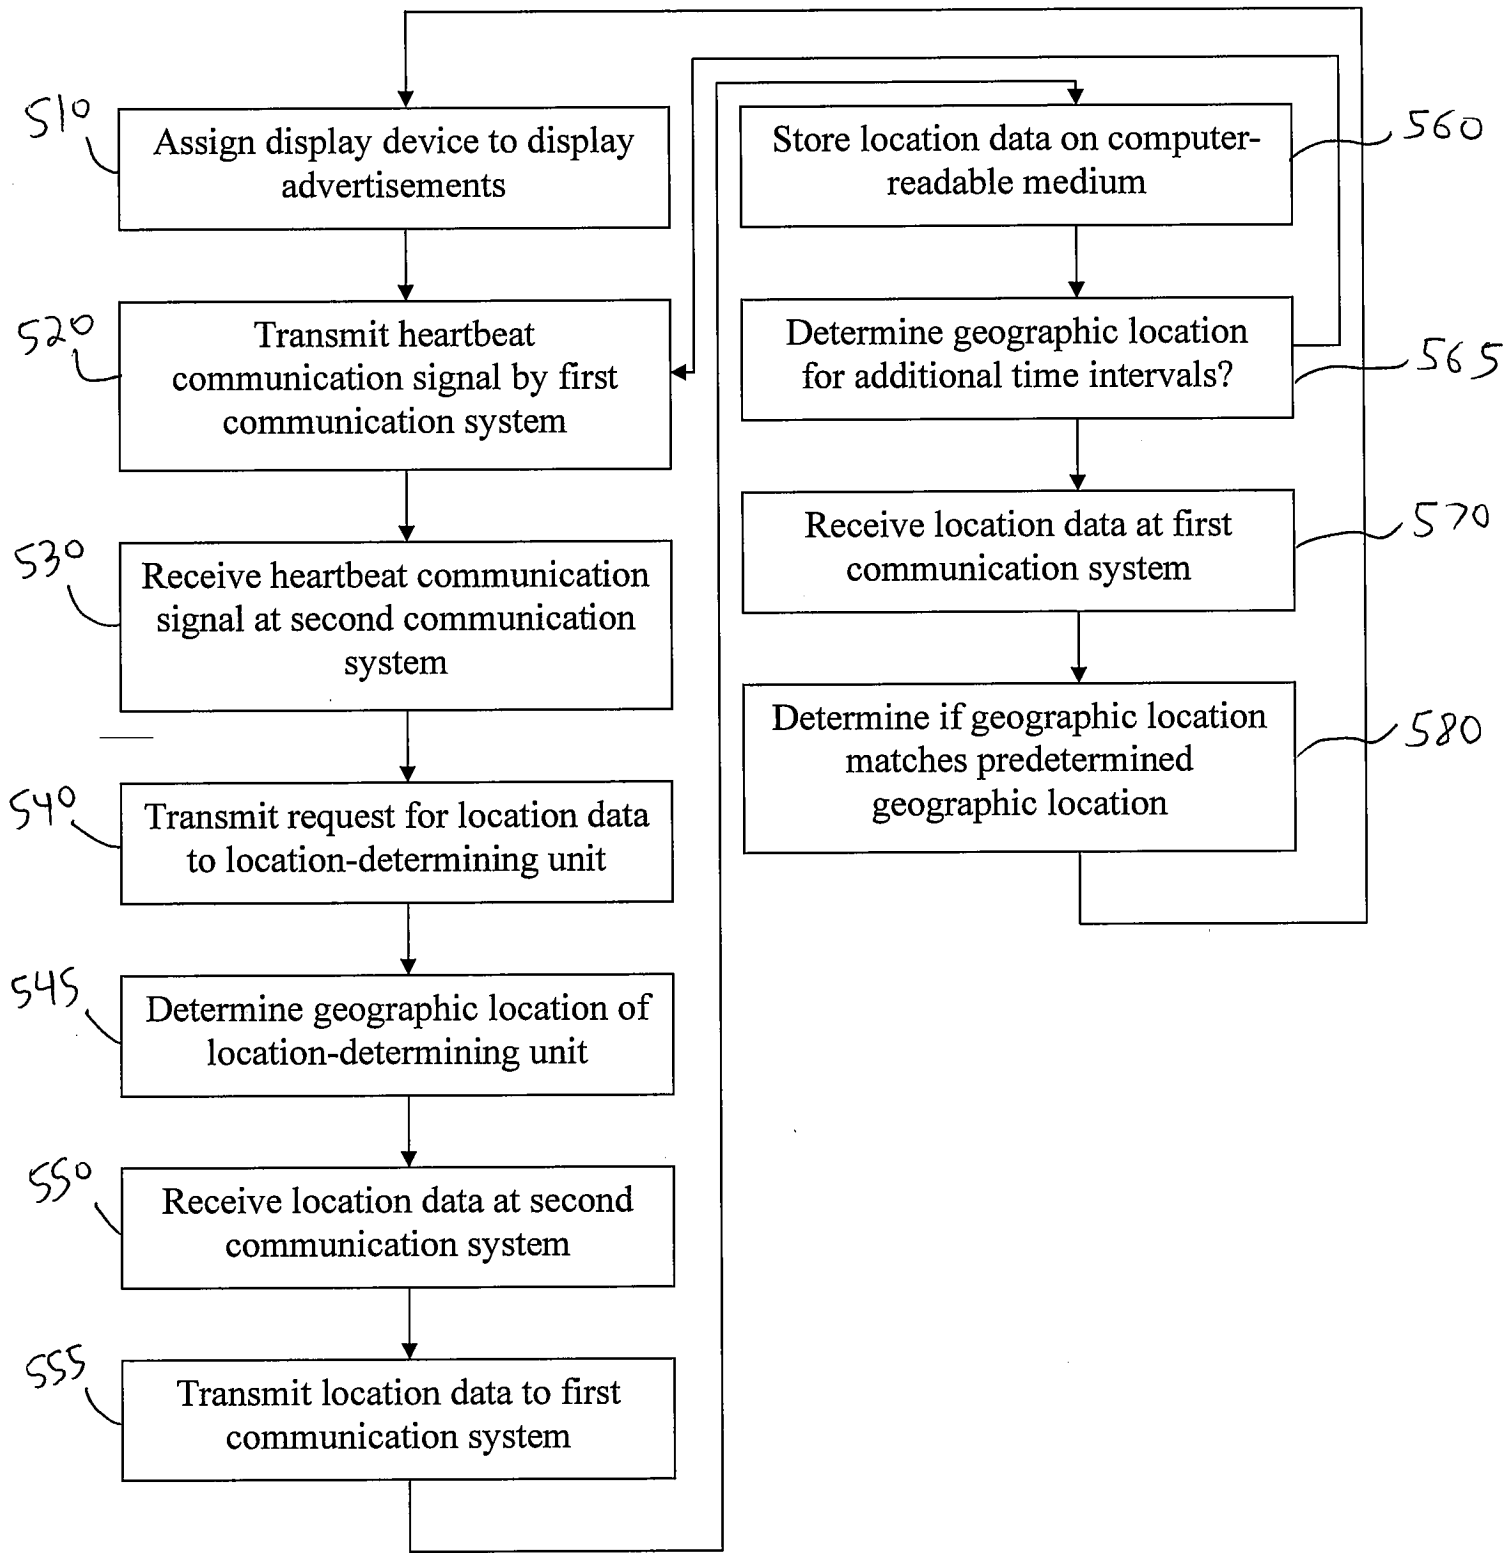 510
Assign display device to display
advertisements
520
Transmit heartbeat
communication signal by first
communication system
530
Receive heartbeat communication
signal at second communication
system
540
Transmit request for location data
to location-determining unit
545
Determine geographic location of
location-determining unit
550
Receive location data at second
communication system
555
Transmit location data to first
communication system
Store location data on computer-
readable medium
560
Determine geographic location
for additional time intervals?
565
Receive location data at first
communication system
570
Determine if geographic location
matches predetermined
geographic location
580